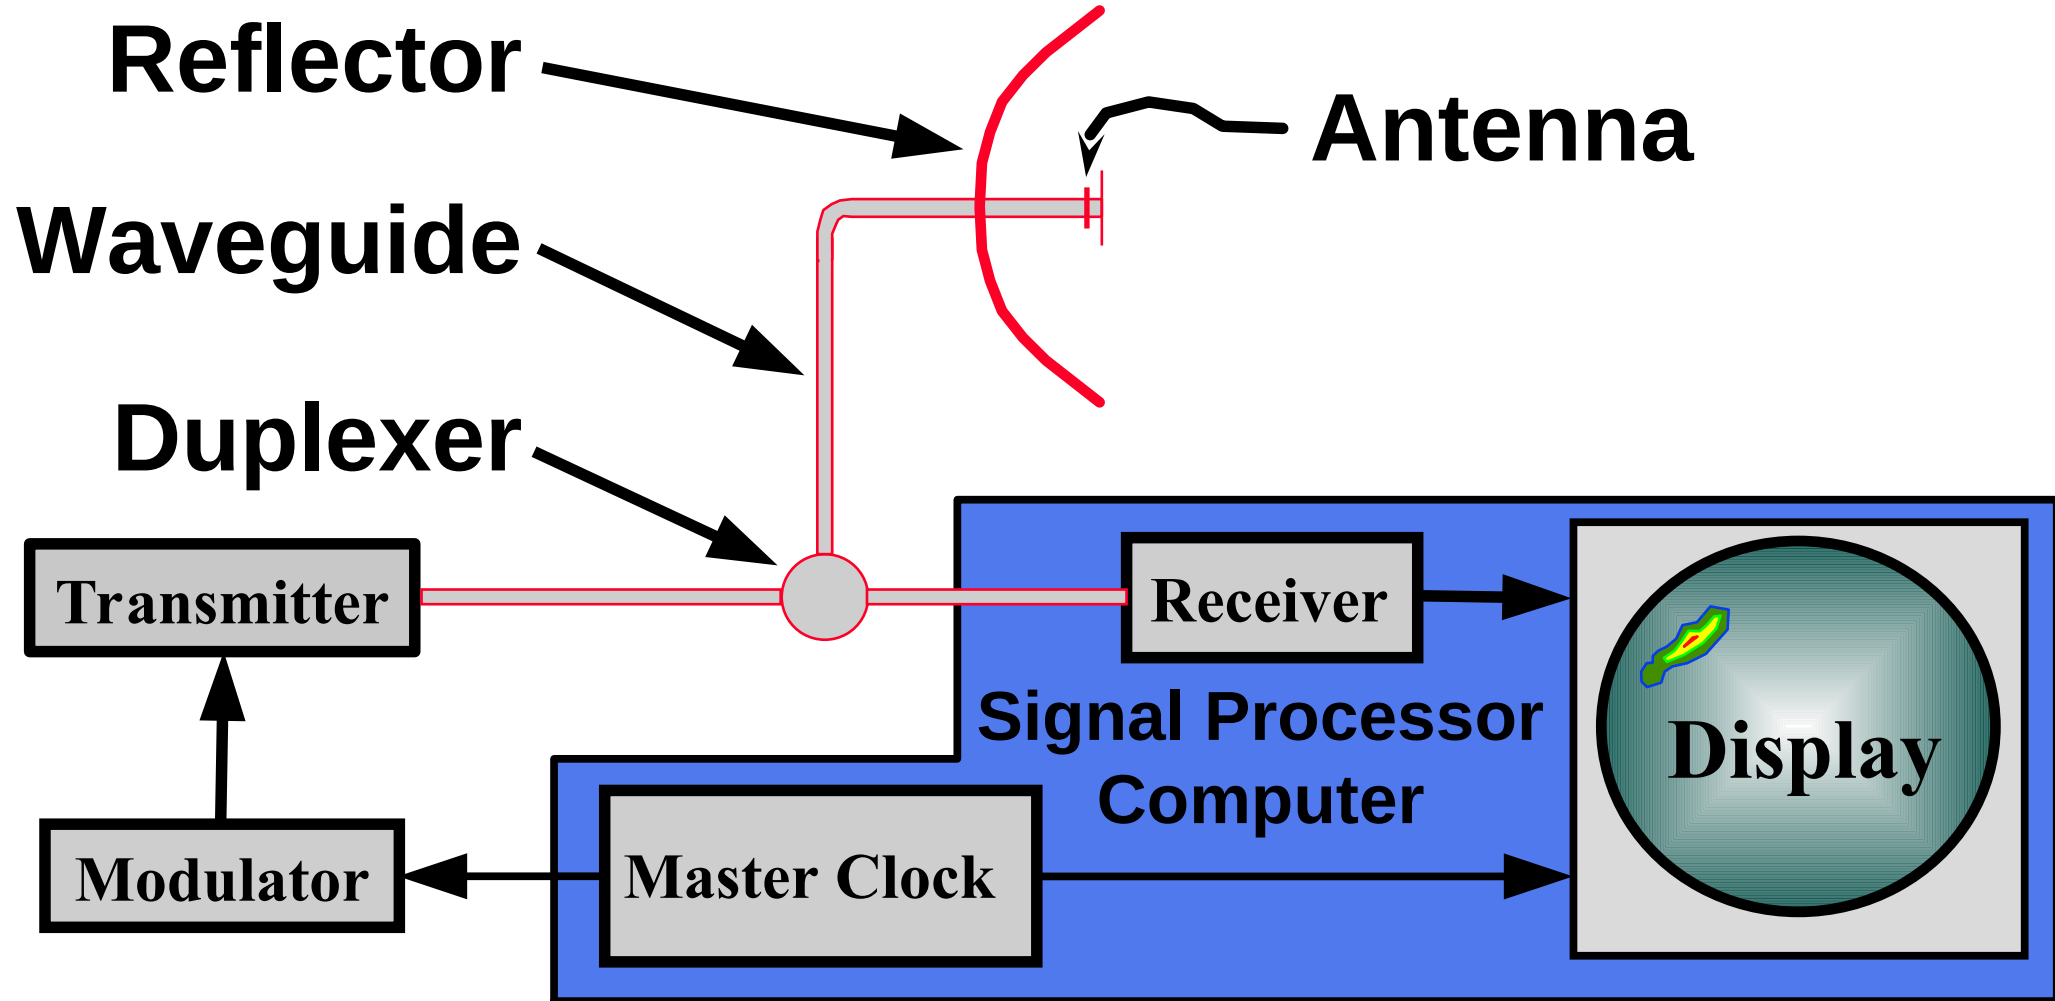 Reflector
Antenna
Waveguide
Duplexer
Transmitter
Receiver
Signal Processor
Computer
Display
Modulator
Master Clock